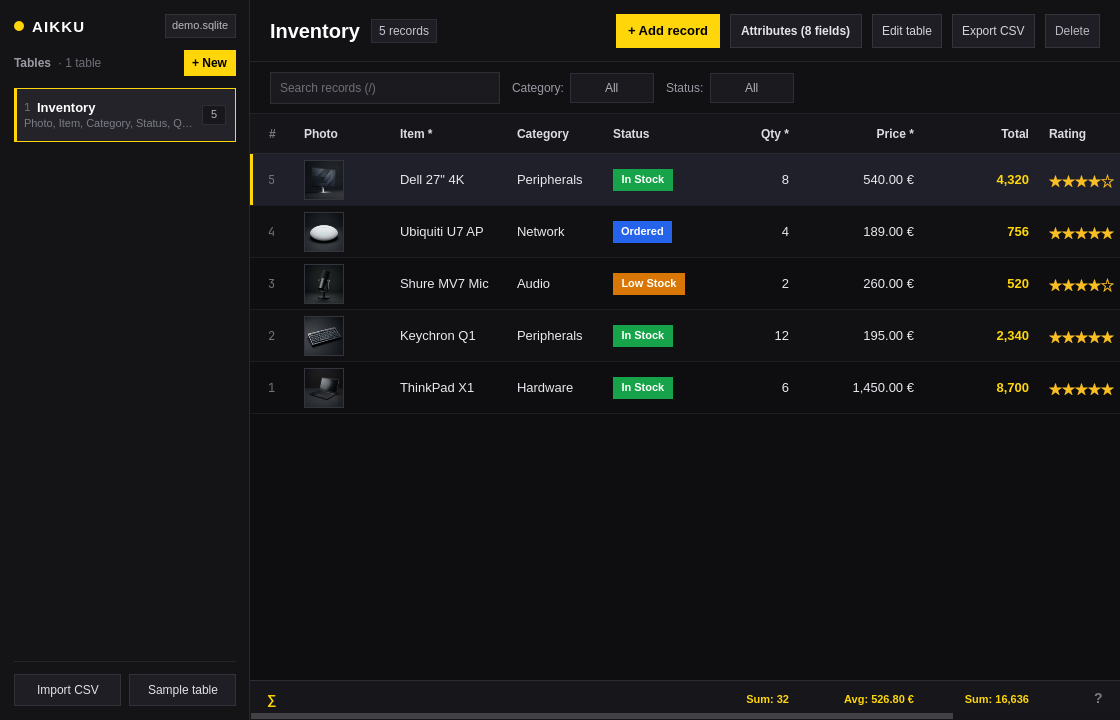 AIKKU demo.sqlite
Tables · 1 table + New
1 Inventory 5
Photo, Item, Category, Status, Q…
Import CSV Sample table
Inventory 5 records + Add record Attributes (8 fields) Edit table Export CSV Delete
Search records (/) Category: All Status: All
# Photo Item * Category Status Qty * Price * Total Rating
5 Dell 27" 4K Peripherals In Stock 8 540.00 € 4,320 ★★★★☆
4 Ubiquiti U7 AP Network Ordered 4 189.00 € 756 ★★★★★
3 Shure MV7 Mic Audio Low Stock 2 260.00 € 520 ★★★★☆
2 Keychron Q1 Peripherals In Stock 12 195.00 € 2,340 ★★★★★
1 ThinkPad X1 Hardware In Stock 6 1,450.00 € 8,700 ★★★★★
∑ Sum: 32 Avg: 526.80 € Sum: 16,636 ?